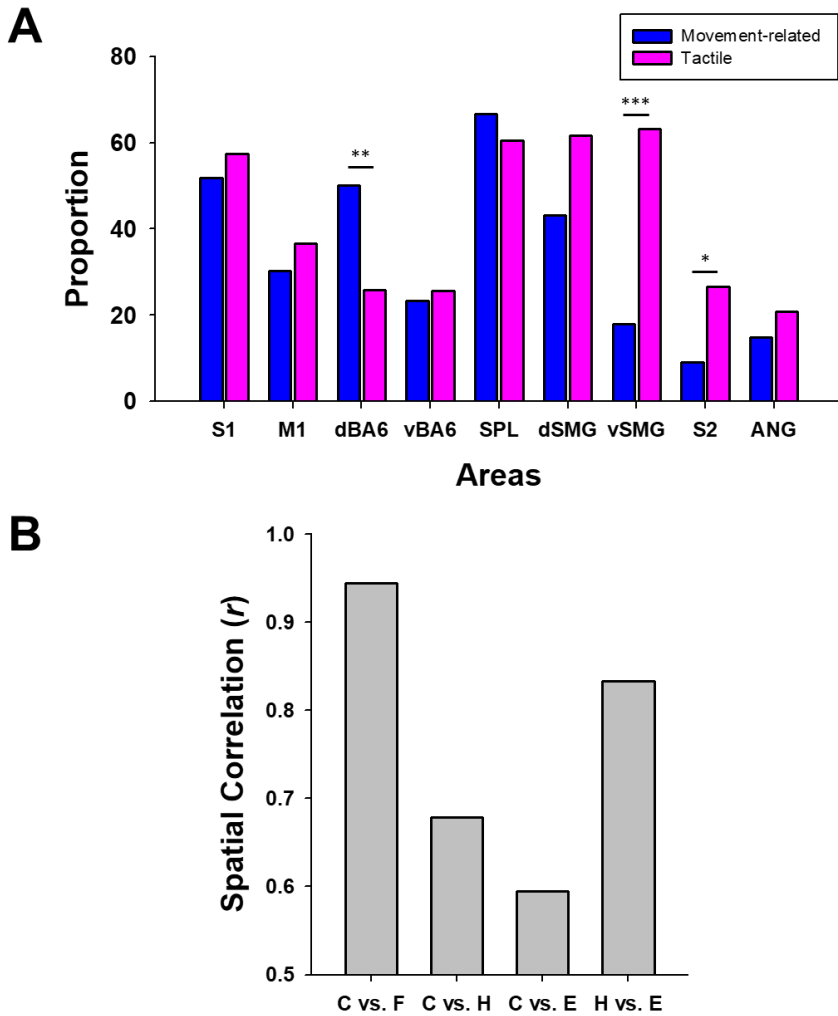 A
Movement-related
Tactile
80
60
40
20
0
Proportion
**
***
*
S1 M1 dBA6 vBA6 SPL dSMG vSMG S2 ANG
Areas
B
1.0
0.9
0.8
0.7
0.6
0.5
Spatial Correlation (r)
C vs. F C vs. H C vs. E H vs. E